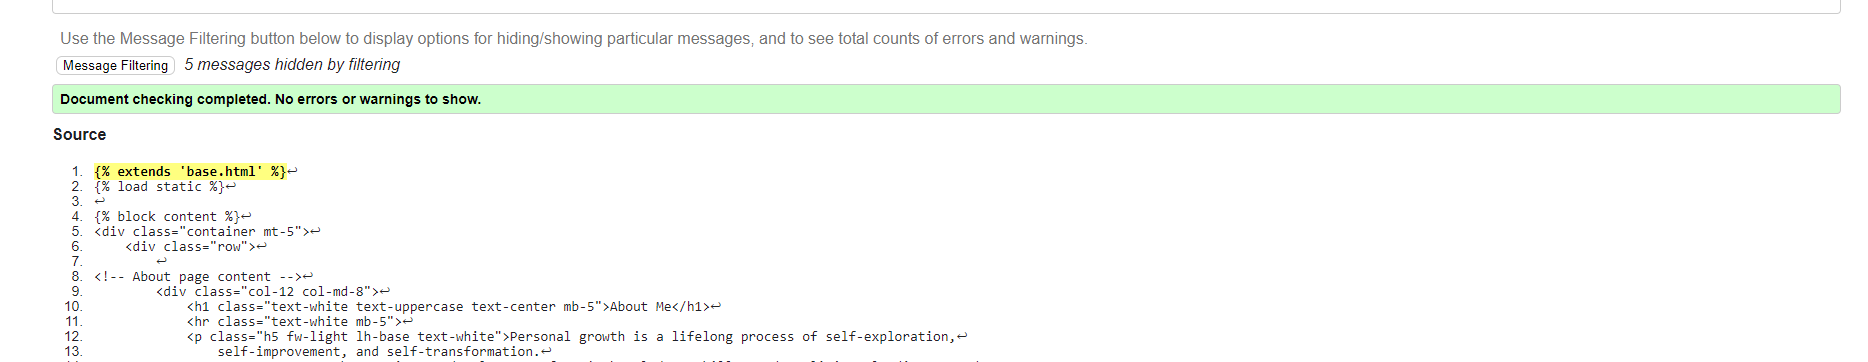 Use the Message Filtering button below to display options for hiding/showing particular messages, and to see total counts of errors and warnings.
Message Filtering 5 messages hidden by filtering
Document checking completed. No errors or warnings to show.
Source
1. {% extends 'base.html' %}↩
2. {% load static %}↩
3. ↩
4. {% block content %}↩
5. <div class="container mt-5">↩
6.     <div class="row">↩
7.         ↩
8. <!-- About page content -->↩
9.         <div class="col-12 col-md-8">↩
10.             <h1 class="text-white text-uppercase text-center mb-5">About Me</h1>↩
11.             <hr class="text-white mb-5">↩
12.             <p class="h5 fw-light lh-base text-white">Personal growth is a lifelong process of self-exploration,↩
13.                 self-improvement, and self-transformation.↩